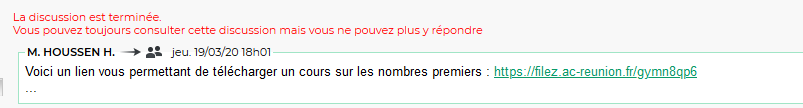 La discussion est terminée.
Vous pouvez toujours consulter cette discussion mais vous ne pouvez plus y répondre
M. HOUSSEN H. jeu. 19/03/20 18h01
Voici un lien vous permettant de télécharger un cours sur les nombres premiers : https://filez.ac-reunion.fr/gymn8qp6
...